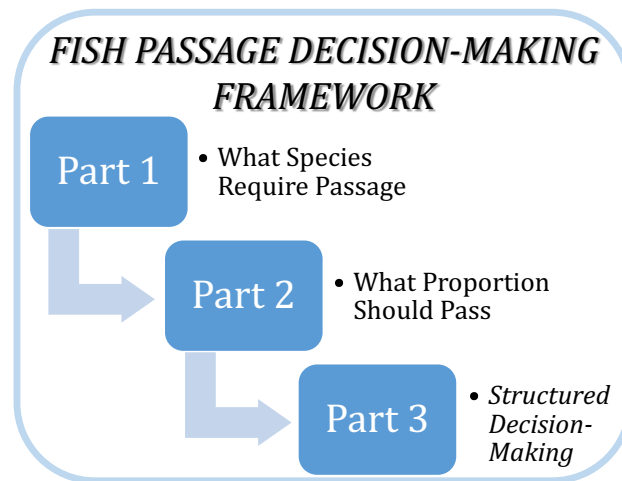 FISH PASSAGE DECISION-MAKING
FRAMEWORK
Part 1
• What Species
Require Passage
Part 2
• What Proportion
Should Pass
Part 3
• Structured
Decision-
Making